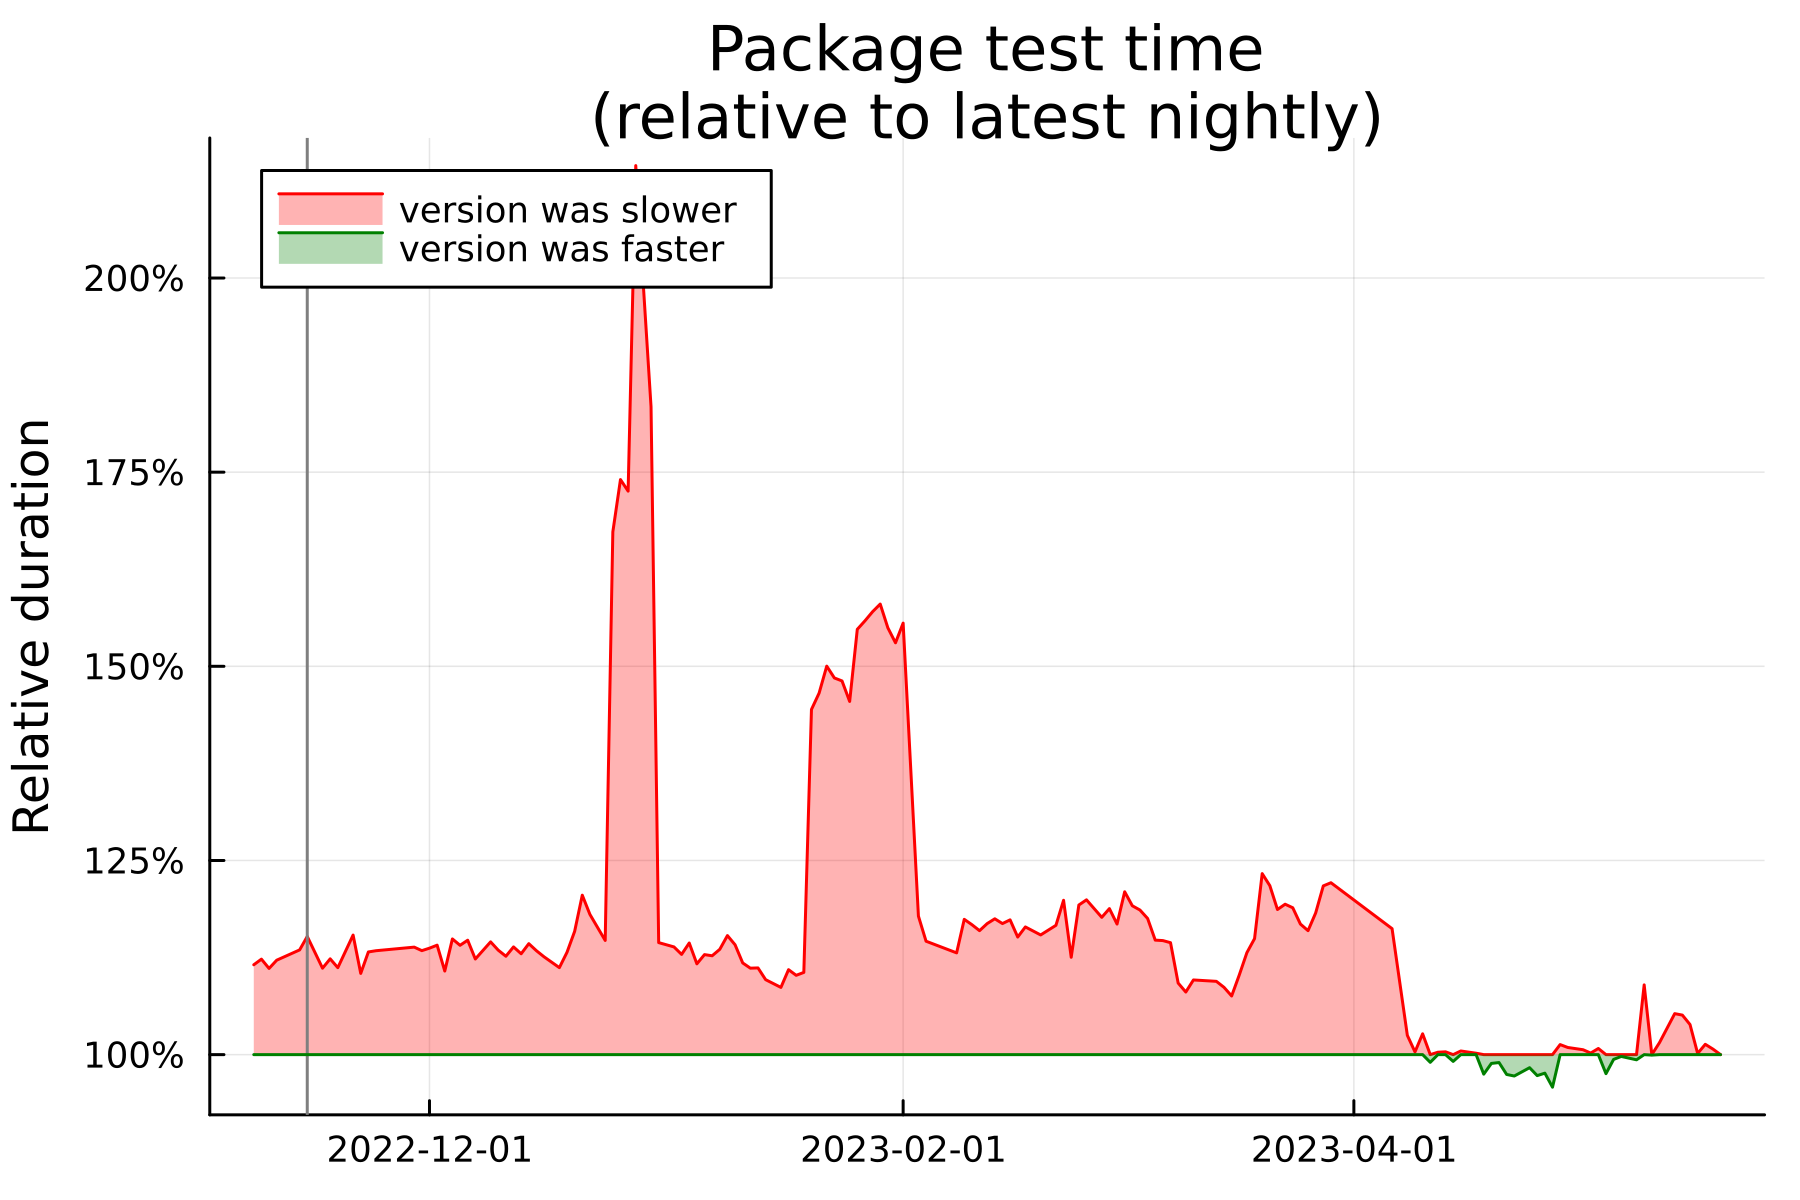 Package test time
(relative to latest nightly)
version was slower
version was faster
200%
175%
150%
125%
100%
Relative duration
2022-12-01
2023-02-01
2023-04-01